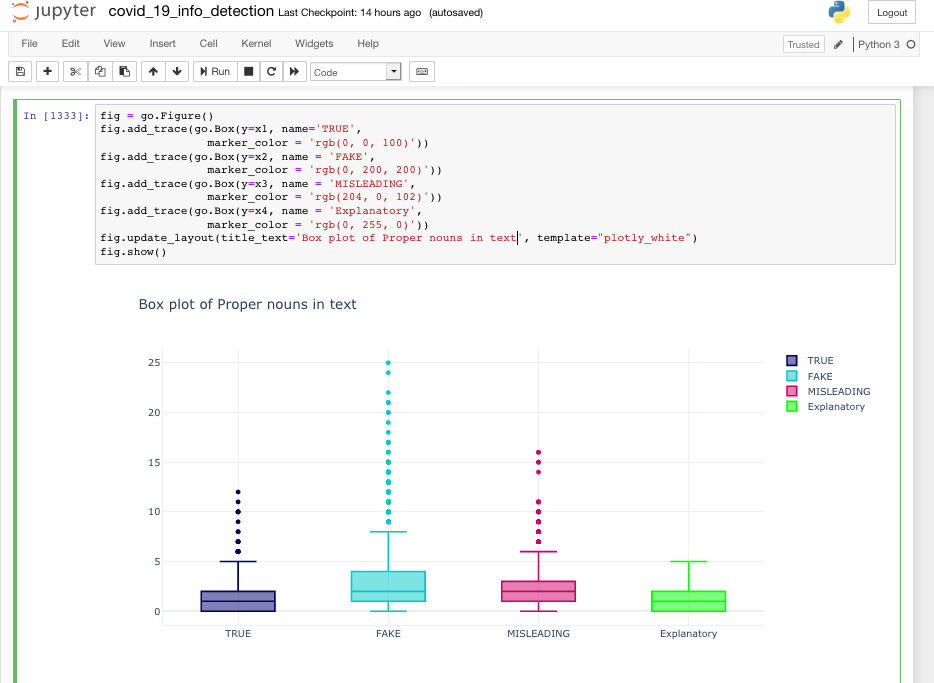 jupyter covid_19_info_detection Last Checkpoint: 14 hours ago (autosaved) Logout
File Edit View Insert Cell Kernel Widgets Help Trusted Python 3
Run Code
In [1333]: fig = go.Figure()
fig.add_trace(go.Box(y=x1, name='TRUE',
marker_color = 'rgb(0, 0, 100)'))
fig.add_trace(go.Box(y=x2, name = 'FAKE',
marker_color = 'rgb(0, 200, 200)'))
fig.add_trace(go.Box(y=x3, name = 'MISLEADING',
marker_color = 'rgb(204, 0, 102)'))
fig.add_trace(go.Box(y=x4, name = 'Explanatory',
marker_color = 'rgb(0, 255, 0)'))
fig.update_layout(title_text='Box plot of Proper nouns in text', template="plotly_white")
fig.show()
Box plot of Proper nouns in text
25
20
15
10
5
0
TRUE FAKE MISLEADING Explanatory
TRUE
FAKE
MISLEADING
Explanatory